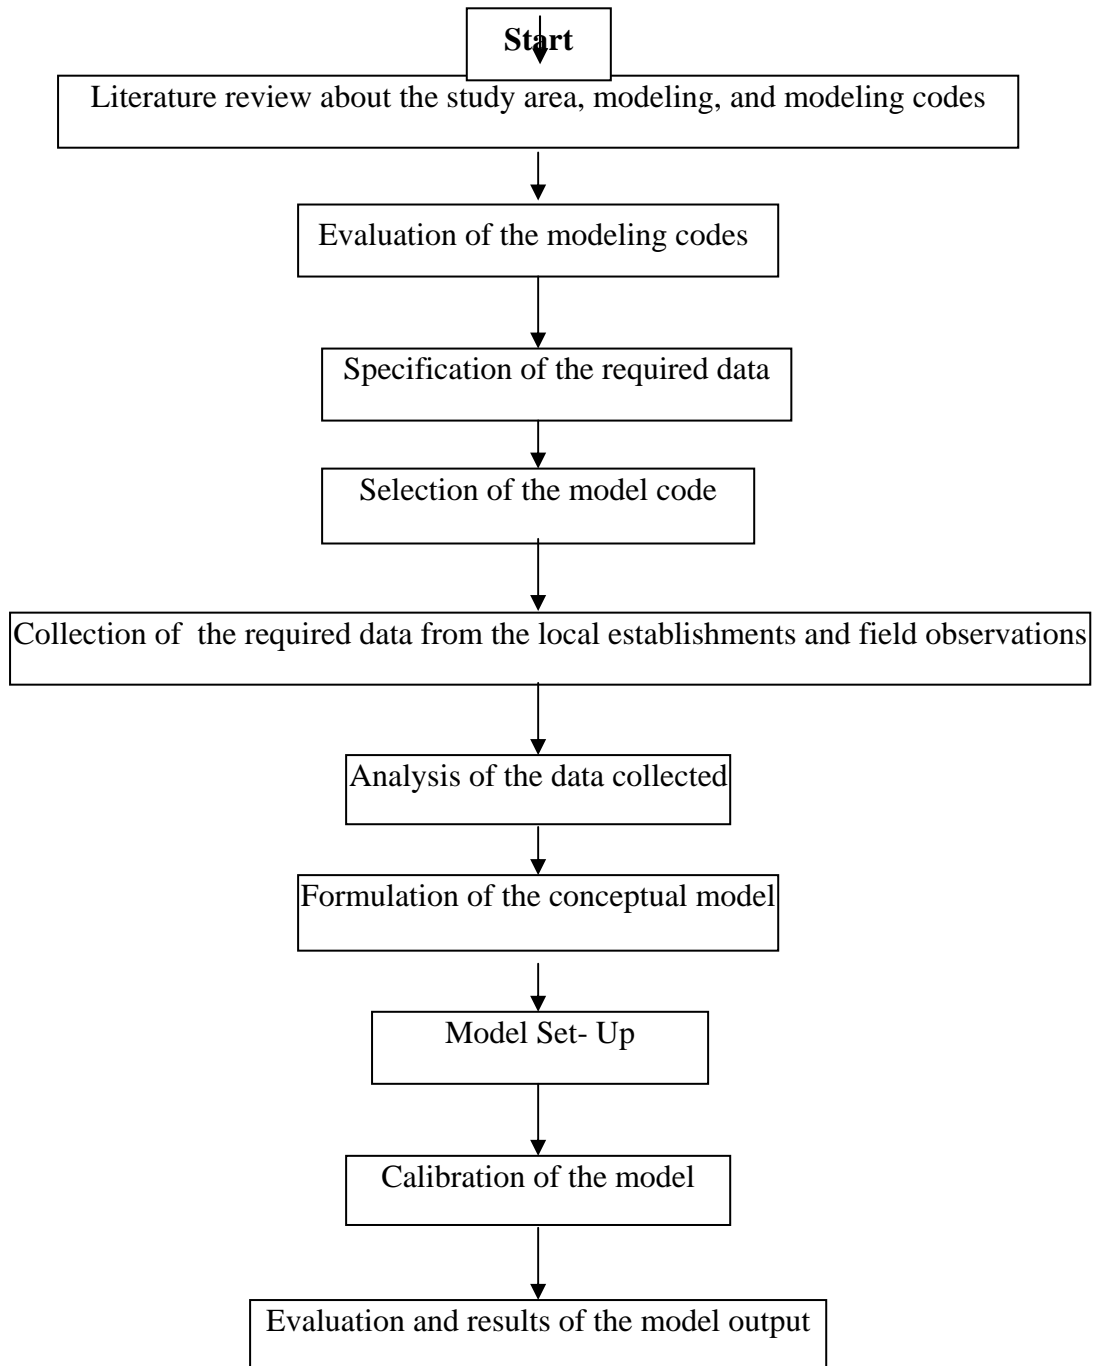 Start
Literature review about the study area, modeling, and modeling codes
Evaluation of the modeling codes
Specification of the required data
Selection of the model code
Collection of  the required data from the local establishments and field observations
Analysis of the data collected
Formulation of the conceptual model
Model Set- Up
Calibration of the model
Evaluation and results of the model output